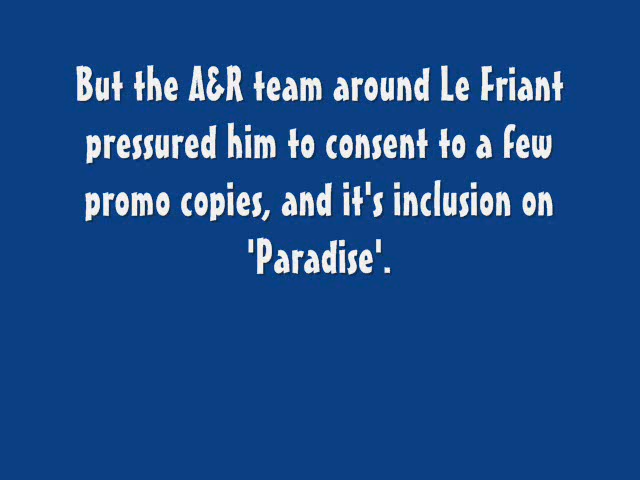 But the A&R team around Le Friant
pressured him to consent to a few
promo copies, and it's inclusion on
'Paradise'.